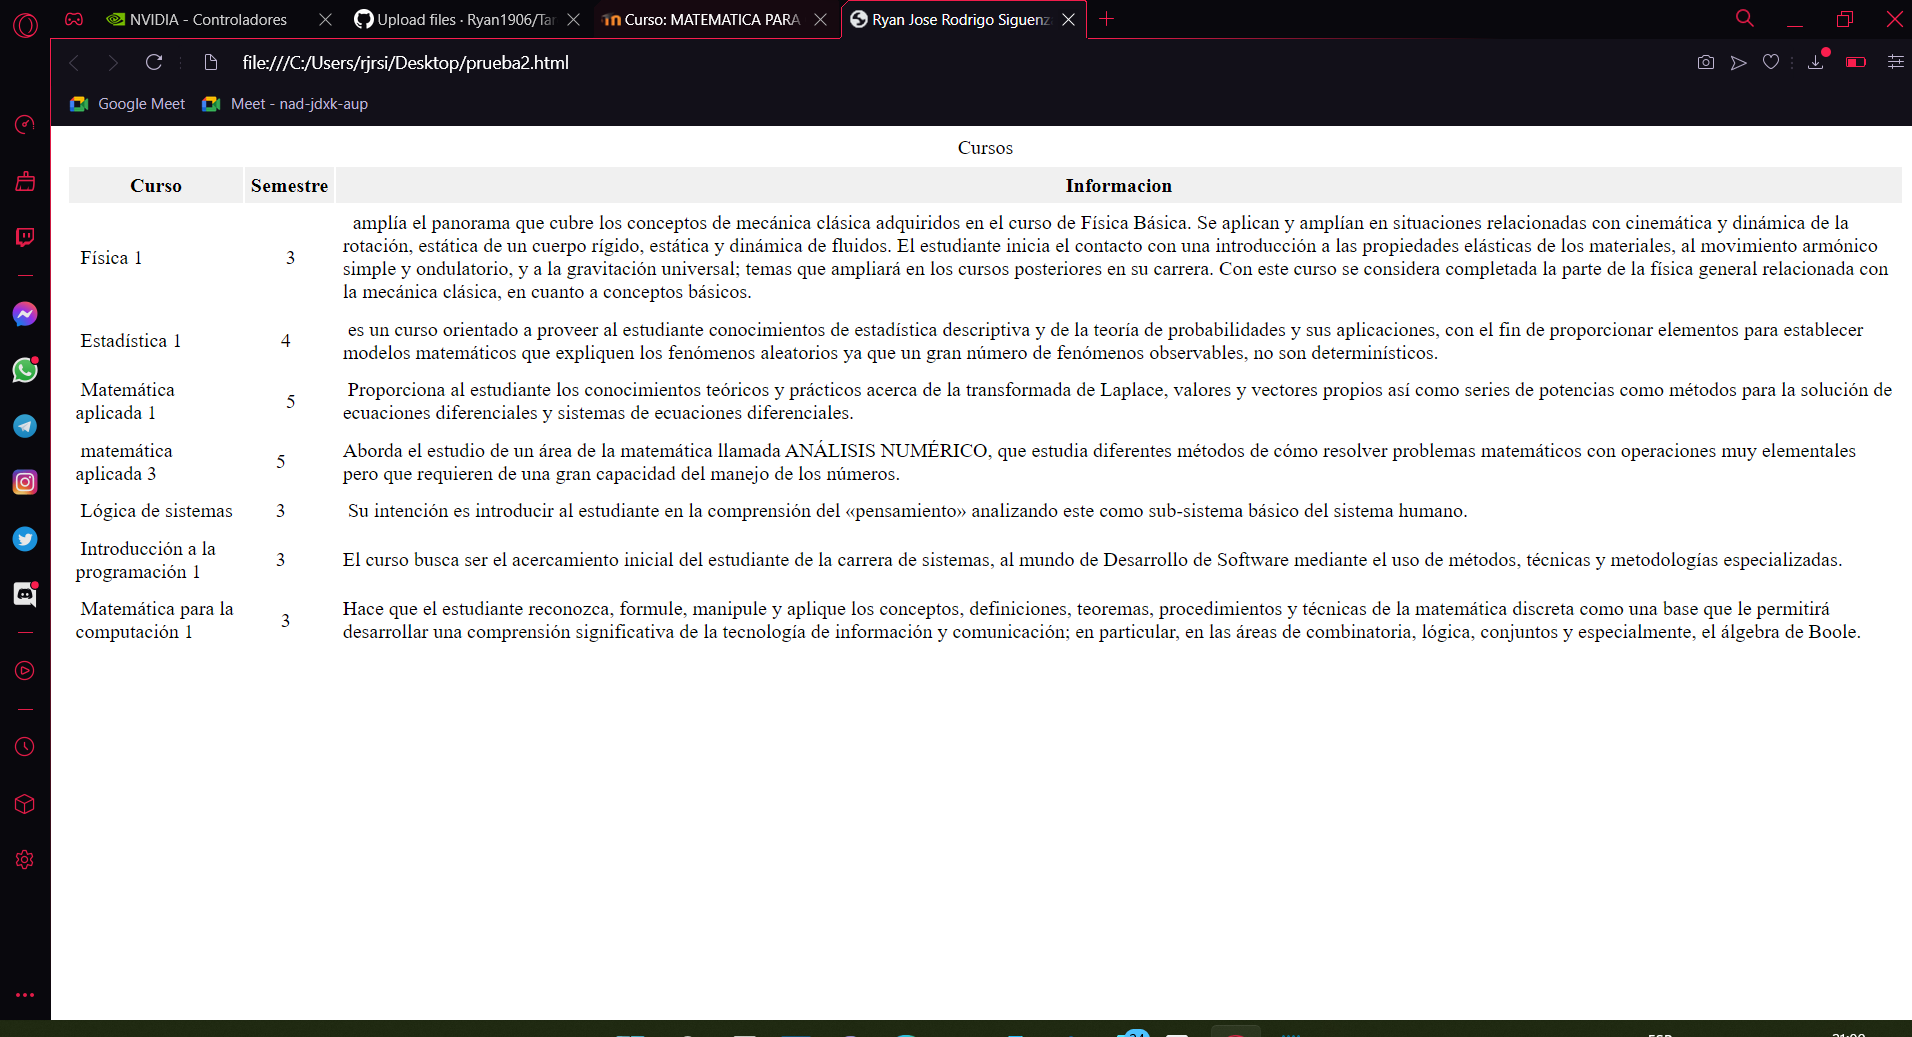 NVIDIA - Controladores
Upload files · Ryan1906/Tar
Curso: MATEMATICA PARA
Ryan Jose Rodrigo Siguenz
file:///C:/Users/rjrsi/Desktop/prueba2.html
Google Meet
Meet - nad-jdxk-aup
Cursos
Curso Semestre Informacion
Física 1 3
amplía el panorama que cubre los conceptos de mecánica clásica adquiridos en el curso de Física Básica. Se aplican y amplían en situaciones relacionadas con cinemática y dinámica de la
rotación, estática de un cuerpo rígido, estática y dinámica de fluidos. El estudiante inicia el contacto con una introducción a las propiedades elásticas de los materiales, al movimiento armónico
simple y ondulatorio, y a la gravitación universal; temas que ampliará en los cursos posteriores en su carrera. Con este curso se considera completada la parte de la física general relacionada con
la mecánica clásica, en cuanto a conceptos básicos.
Estadística 1 4
es un curso orientado a proveer al estudiante conocimientos de estadística descriptiva y de la teoría de probabilidades y sus aplicaciones, con el fin de proporcionar elementos para establecer
modelos matemáticos que expliquen los fenómenos aleatorios ya que un gran número de fenómenos observables, no son determinísticos.
Matemática
aplicada 1
5
Proporciona al estudiante los conocimientos teóricos y prácticos acerca de la transformada de Laplace, valores y vectores propios así como series de potencias como métodos para la solución de
ecuaciones diferenciales y sistemas de ecuaciones diferenciales.
matemática
aplicada 3
5
Aborda el estudio de un área de la matemática llamada ANÁLISIS NUMÉRICO, que estudia diferentes métodos de cómo resolver problemas matemáticos con operaciones muy elementales
pero que requieren de una gran capacidad del manejo de los números.
Lógica de sistemas 3 Su intención es introducir al estudiante en la comprensión del «pensamiento» analizando este como sub-sistema básico del sistema humano.
Introducción a la
programación 1
3
El curso busca ser el acercamiento inicial del estudiante de la carrera de sistemas, al mundo de Desarrollo de Software mediante el uso de métodos, técnicas y metodologías especializadas.
Matemática para la
computación 1
3
Hace que el estudiante reconozca, formule, manipule y aplique los conceptos, definiciones, teoremas, procedimientos y técnicas de la matemática discreta como una base que le permitirá
desarrollar una comprensión significativa de la tecnología de información y comunicación; en particular, en las áreas de combinatoria, lógica, conjuntos y especialmente, el álgebra de Boole.